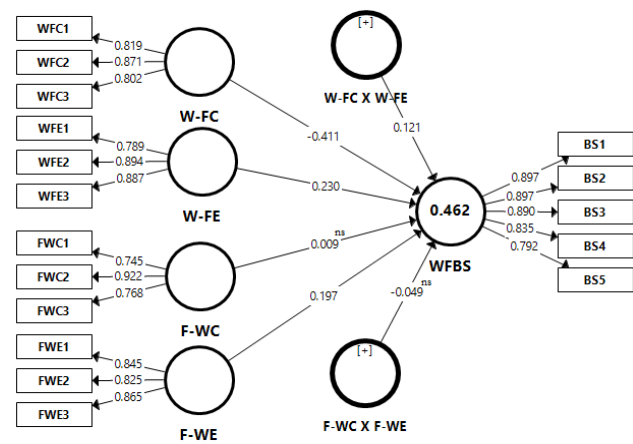 WFC1
WFC2
WFC3
0.819
0.871
0.802
W-FC
[+]
W-FC X W-FE
WFE1
WFE2
WFE3
0.789
0.894
0.887
W-FE
-0.411
0.121
0.230
FWC1
FWC2
FWC3
0.745
0.922
0.768
F-WC
0.009 ns
0.462
WFBS
0.897
0.897
0.890
0.835
0.792
BS1
BS2
BS3
BS4
BS5
FWE1
FWE2
FWE3
0.845
0.825
0.865
F-WE
0.197
-0.049 ns
[+]
F-WC X F-WE